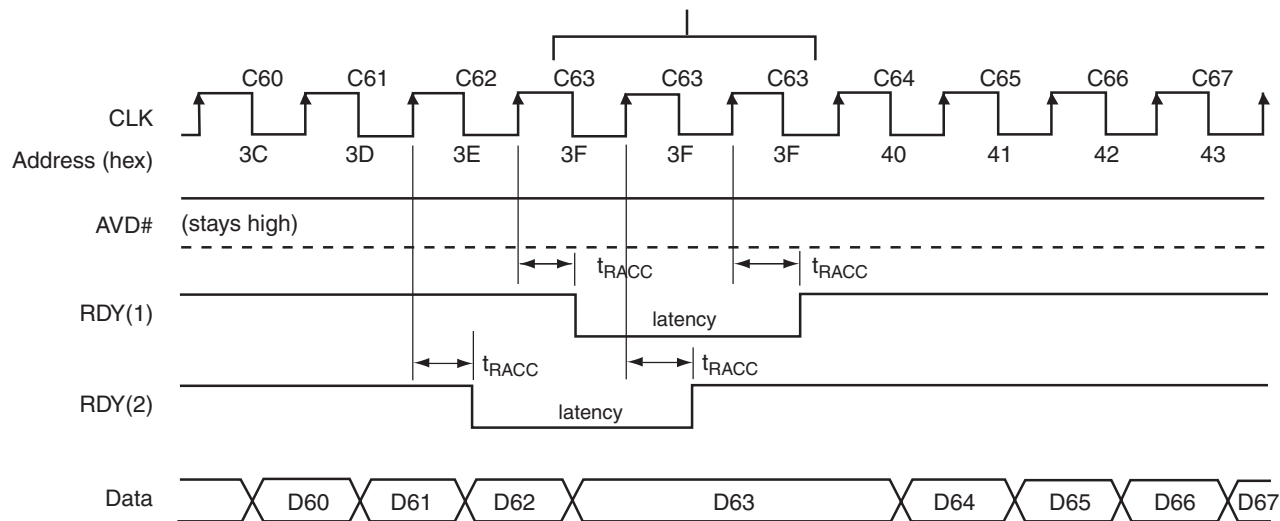 C60 C61 C62 C63 C63 C63 C64 C65 C66 C67
CLK
Address (hex) 3C 3D 3E 3F 3F 3F 40 41 42 43
AVD# (stays high)
tRACC tRACC
RDY(1) latency
tRACC tRACC
RDY(2) latency
Data D60 D61 D62 D63 D64 D65 D66 D67